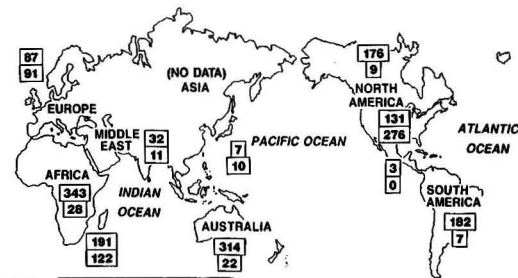 87
91
EUROPE
MIDDLE
EAST
32
11
(NO DATA)
ASIA
7
10
PACIFIC OCEAN
176
9
NORTH
AMERICA
131
276
ATLANTIC
OCEAN
3
0
AFRICA
343
28
INDIAN
OCEAN
191
122
AUSTRALIA
314
22
SOUTH
AMERICA
182
7